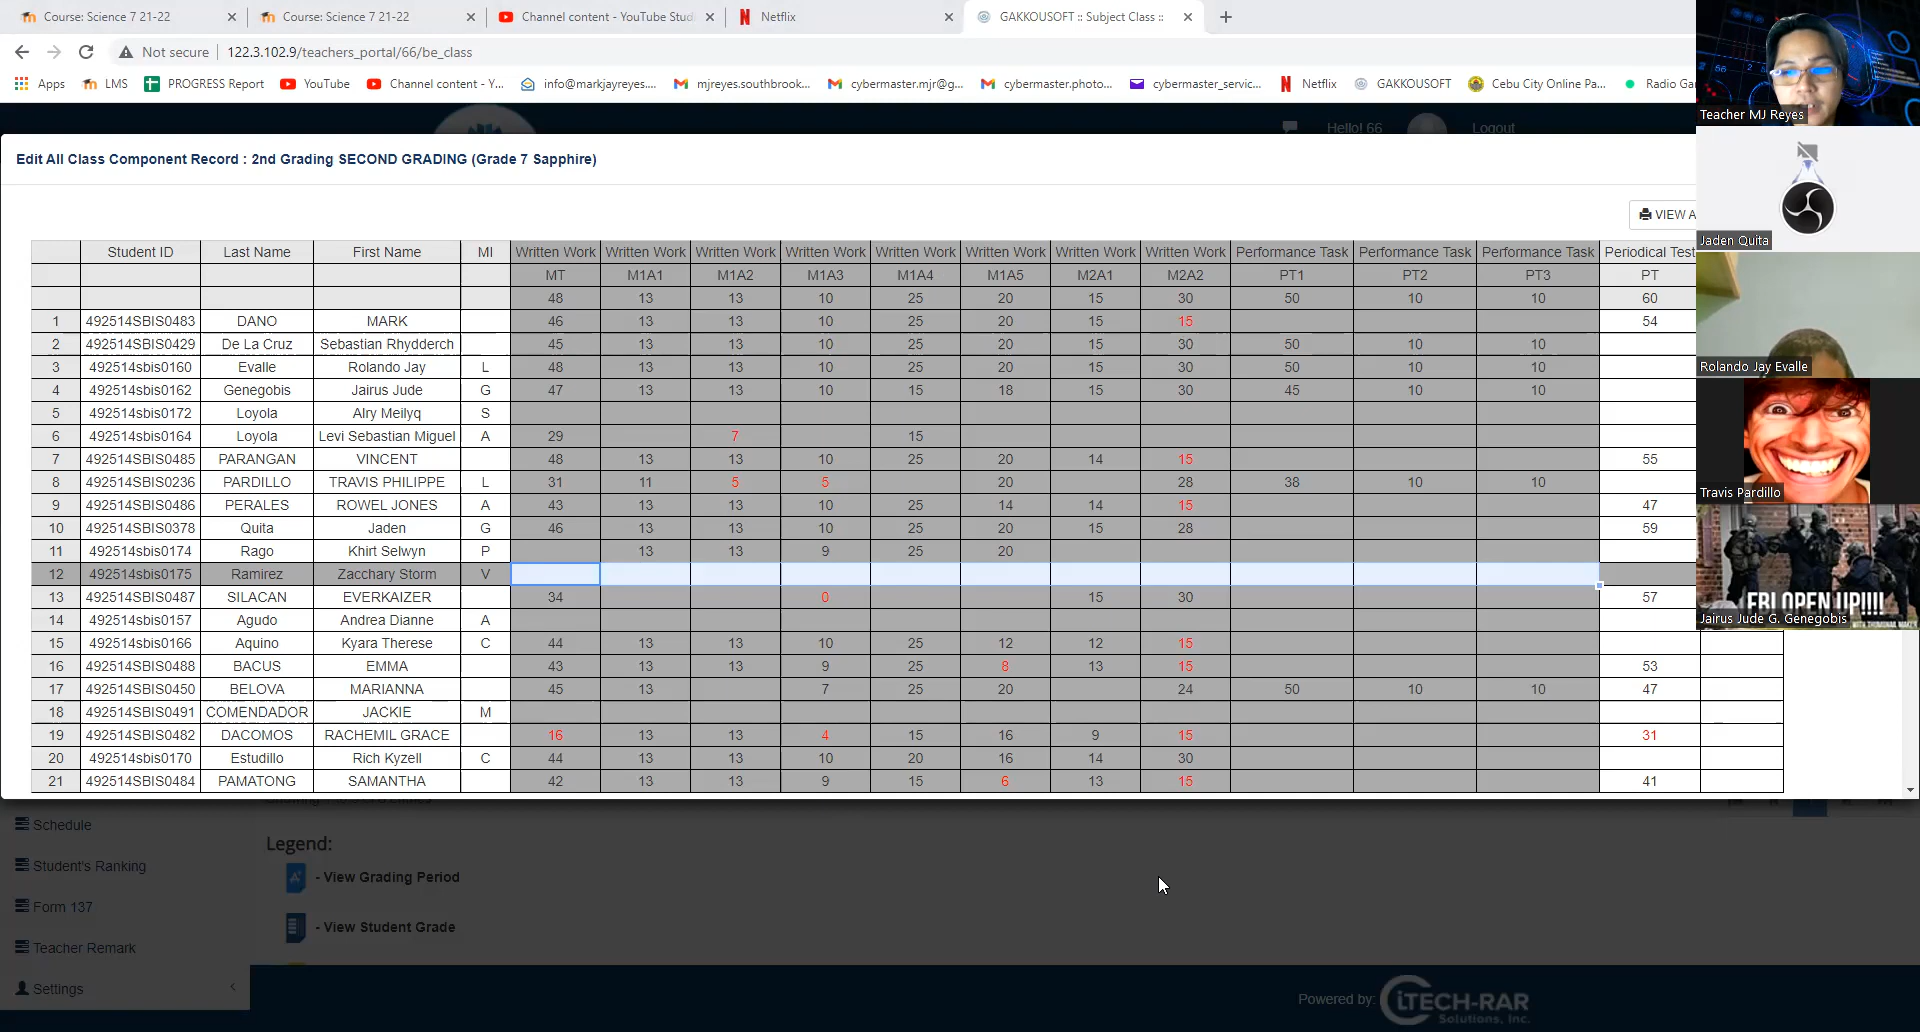 Course: Science 7 21-22 Course: Science 7 21-22 Channel content - YouTube Stud Netflix GAKKOUSOFT :: Subject Class ::
Not secure 122.3.102.9/teachers_portal/66/be_class
Apps LMS PROGRESS Report YouTube Channel content - Y... info@markjayreyes.... mjreyes.southbrook... cybermaster.mjr@g... cybermaster.photo... cybermaster_servic... Netflix GAKKOUSOFT Cebu City Online Pa... Radio Ga
Hello! 66 Logout
Edit All Class Component Record : 2nd Grading SECOND GRADING (Grade 7 Sapphire)
VIEW A
Student ID Last Name First Name MI Written Work Written Work Written Work Written Work Written Work Written Work Written Work Written Work Performance Task Performance Task Performance Task Periodical Test
MT M1A1 M1A2 M1A3 M1A4 M1A5 M2A1 M2A2 PT1 PT2 PT3 PT
48 13 13 10 25 20 15 30 50 10 10 60
1 492514SBIS0483 DANO MARK 46 13 13 10 25 20 15 15 54
2 492514SBIS0429 De La Cruz Sebastian Rhydderch 45 13 13 10 25 20 15 30 50 10 10
3 492514sbis0160 Evalle Rolando Jay L 48 13 13 10 25 20 15 30 50 10 10
4 492514sbis0162 Genegobis Jairus Jude G 47 13 13 10 15 18 15 30 45 10 10
5 492514sbis0172 Loyola Alry Meilyq S
6 492514sbis0164 Loyola Levi Sebastian Miguel A 29 7 15
7 492514SBIS0485 PARANGAN VINCENT 48 13 13 10 25 20 14 15 55
8 492514SBIS0236 PARDILLO TRAVIS PHILIPPE L 31 11 5 5 20 28 38 10 10
9 492514SBIS0486 PERALES ROWEL JONES A 43 13 13 10 25 14 14 15 47
10 492514SBIS0378 Quita Jaden G 46 13 13 10 25 20 15 28 59
11 492514sbis0174 Rago Khirt Selwyn P 13 13 9 25 20
12 492514sbis0175 Ramirez Zacchary Storm V
13 492514SBIS0487 SILACAN EVERKAIZER 34 0 15 30 57
14 492514sbis0157 Agudo Andrea Dianne A
15 492514sbis0166 Aquino Kyara Therese C 44 13 13 10 25 12 12 15
16 492514SBIS0488 BACUS EMMA 43 13 13 9 25 8 13 15 53
17 492514SBIS0450 BELOVA MARIANNA 45 13 7 25 20 24 50 10 10 47
18 492514SBIS0491 COMENDADOR JACKIE M
19 492514SBIS0482 DACOMOS RACHEMIL GRACE 16 13 13 4 15 16 9 15 31
20 492514sbis0170 Estudillo Rich Kyzell C 44 13 13 10 20 16 14 30
21 492514SBIS0484 PAMATONG SAMANTHA 42 13 13 9 15 6 13 15 41
Schedule
Student's Ranking
Form 137
Teacher Remark
Settings
Legend:
- View Grading Period
- View Student Grade
Powered by: iTECH-RAR
Solutions, Inc.
Teacher MJ Reyes
Jaden Quita
Rolando Jay Evalle
Travis Pardillo
FBI OPEN UP!!!!
Jairus Jude G. Genegobis